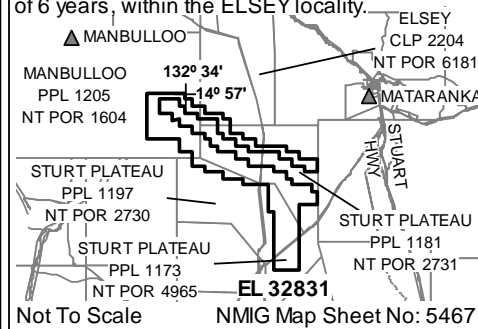 of 6 years, within the ELSEY locality.
ELSEY
CLP 2204
NT POR 6181
MANBULLOO
MANBULLOO
PPL 1205
NT POR 1604
132º 34'
14º 57'
MATARANKA
STUART
HWY
STURT PLATEAU
PPL 1197
NT POR 2730
STURT PLATEAU
PPL 1181
NT POR 2731
STURT PLATEAU
PPL 1173
NT POR 4965
EL 32831
Not To Scale
NMIG Map Sheet No: 5467